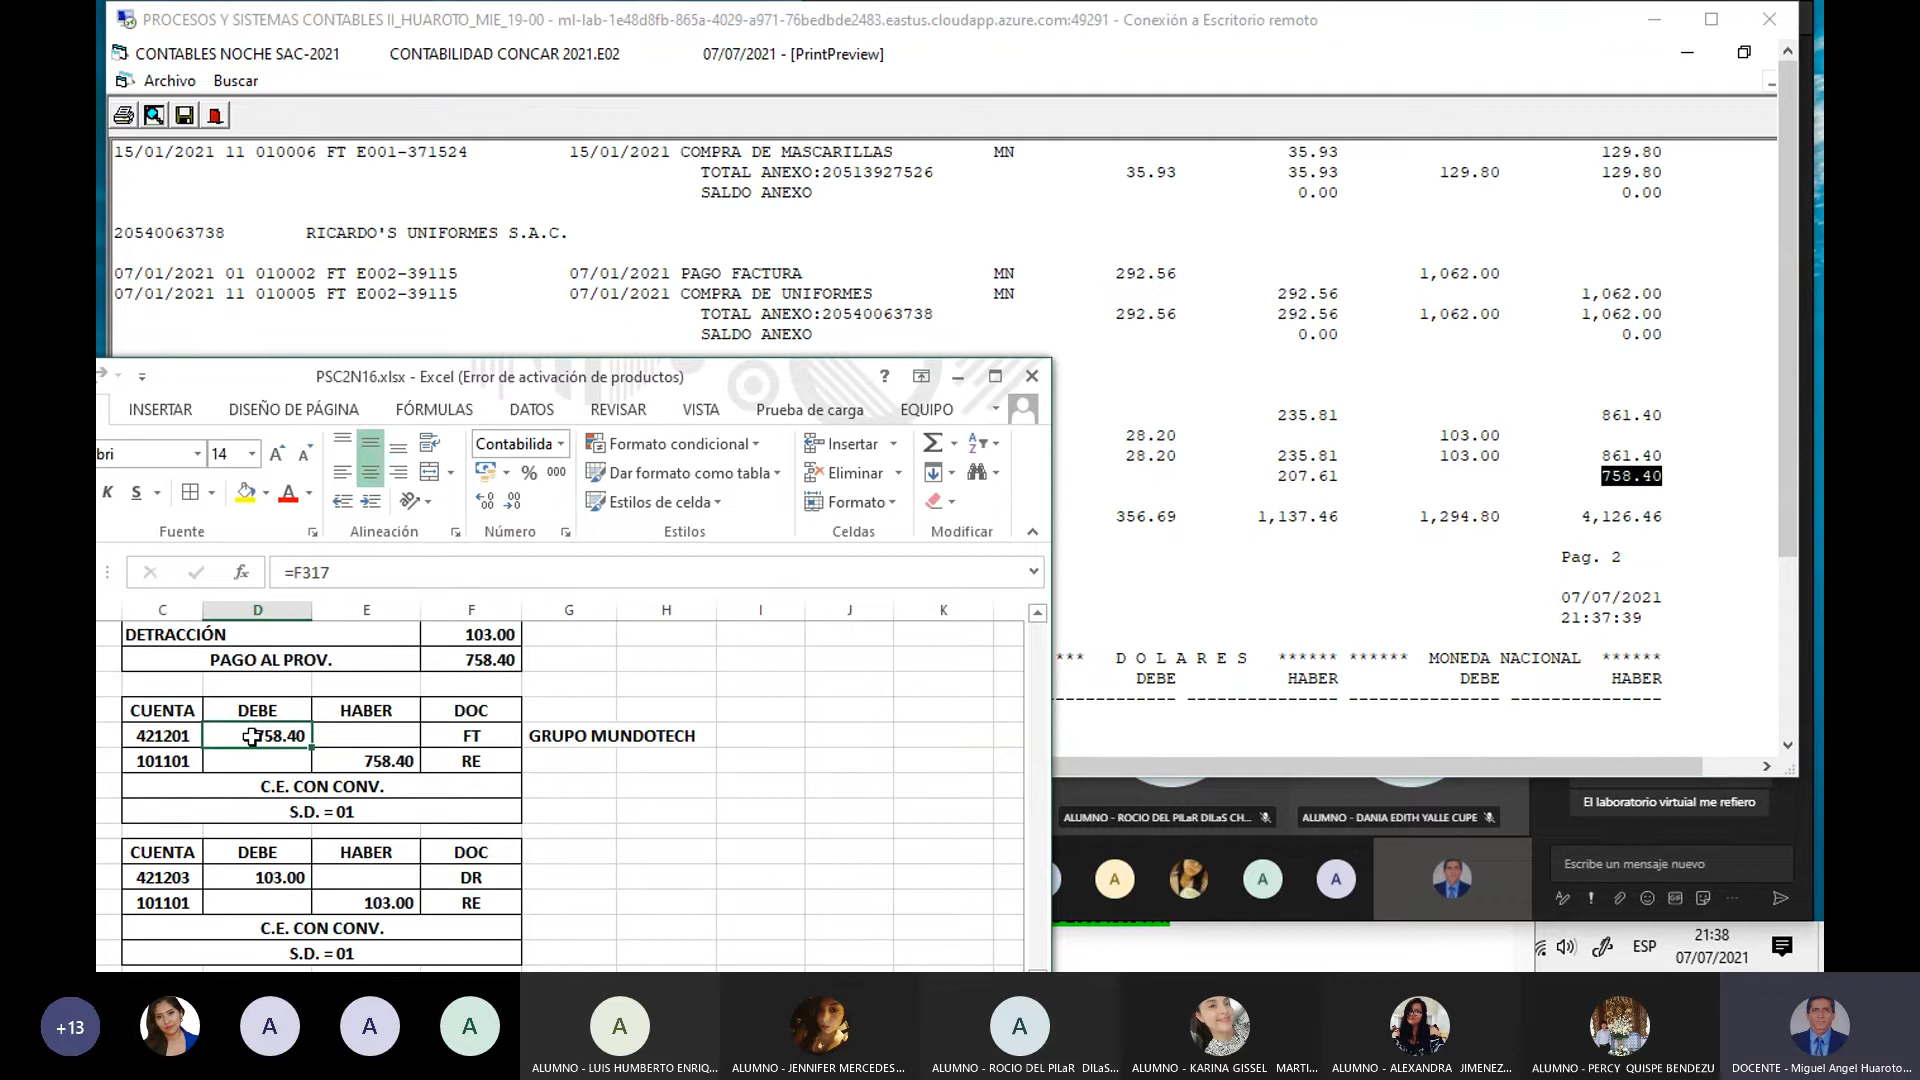 PROCESOS Y SISTEMAS CONTABLES II_HUAROTO_MIE_19-00 - ml-lab-1e48d8fb-865a-4029-a971-76bedbde2483.eastus.cloudapp.azure.com:49291 - Conexión a Escritorio remoto
CONTABLES NOCHE SAC-2021 CONTABILIDAD CONCAR 2021.E02 07/07/2021 - [PrintPreview]
Archivo Buscar
15/01/2021 11 010006 FT E001-371524 15/01/2021 COMPRA DE MASCARILLAS MN 35.93 129.80
TOTAL ANEXO:20513927526 35.93 35.93 129.80 129.80
SALDO ANEXO 0.00 0.00
20540063738 RICARDO'S UNIFORMES S.A.C.
07/01/2021 01 010002 FT E002-39115 07/01/2021 PAGO FACTURA MN 292.56 1,062.00
07/01/2021 11 010005 FT E002-39115 07/01/2021 COMPRA DE UNIFORMES MN 292.56 1,062.00
TOTAL ANEXO:20540063738 292.56 292.56 1,062.00 1,062.00
SALDO ANEXO 0.00 0.00
235.81 861.40
28.20 103.00
28.20 235.81 103.00 861.40
207.61 758.40
356.69 1,137.46 1,294.80 4,126.46
Pag. 2
07/07/2021
21:37:39
*** D O L A R E S ****** ****** MONEDA NACIONAL ******
DEBE HABER DEBE HABER
PSC2N16.xlsx - Excel (Error de activación de productos)
INSERTAR DISEÑO DE PÁGINA FÓRMULAS DATOS REVISAR VISTA Prueba de carga EQUIPO
bri 14 Contabilida Formato condicional Insertar
K S % 000 Dar formato como tabla Eliminar
Estilos de celda Formato
Fuente Alineación Número Estilos Celdas Modificar
fx =F317
C D E F G H I J K
DETRACCIÓN 103.00
PAGO AL PROV. 758.40
CUENTA DEBE HABER DOC
421201 758.40 FT GRUPO MUNDOTECH
101101 758.40 RE
C.E. CON CONV.
S.D. = 01
CUENTA DEBE HABER DOC
421203 103.00 DR
101101 103.00 RE
C.E. CON CONV.
S.D. = 01
El laboratorio virtuial me refiero
ALUMNO - ROCIO DEL PILaR DILaS CH... ALUMNO - DANIA EDITH YALLE CUPE
A A A
Escribe un mensaje nuevo
ESP 21:38
07/07/2021
+13 A A A A A
ALUMNO - LUIS HUMBERTO ENRIQ... ALUMNO - JENNIFER MERCEDES... ALUMNO - ROCIO DEL PILaR DILaS... ALUMNO - KARINA GISSEL MARTI... ALUMNO - ALEXANDRA JIMENEZ... ALUMNO - PERCY QUISPE BENDEZU DOCENTE - Miguel Angel Huaroto...